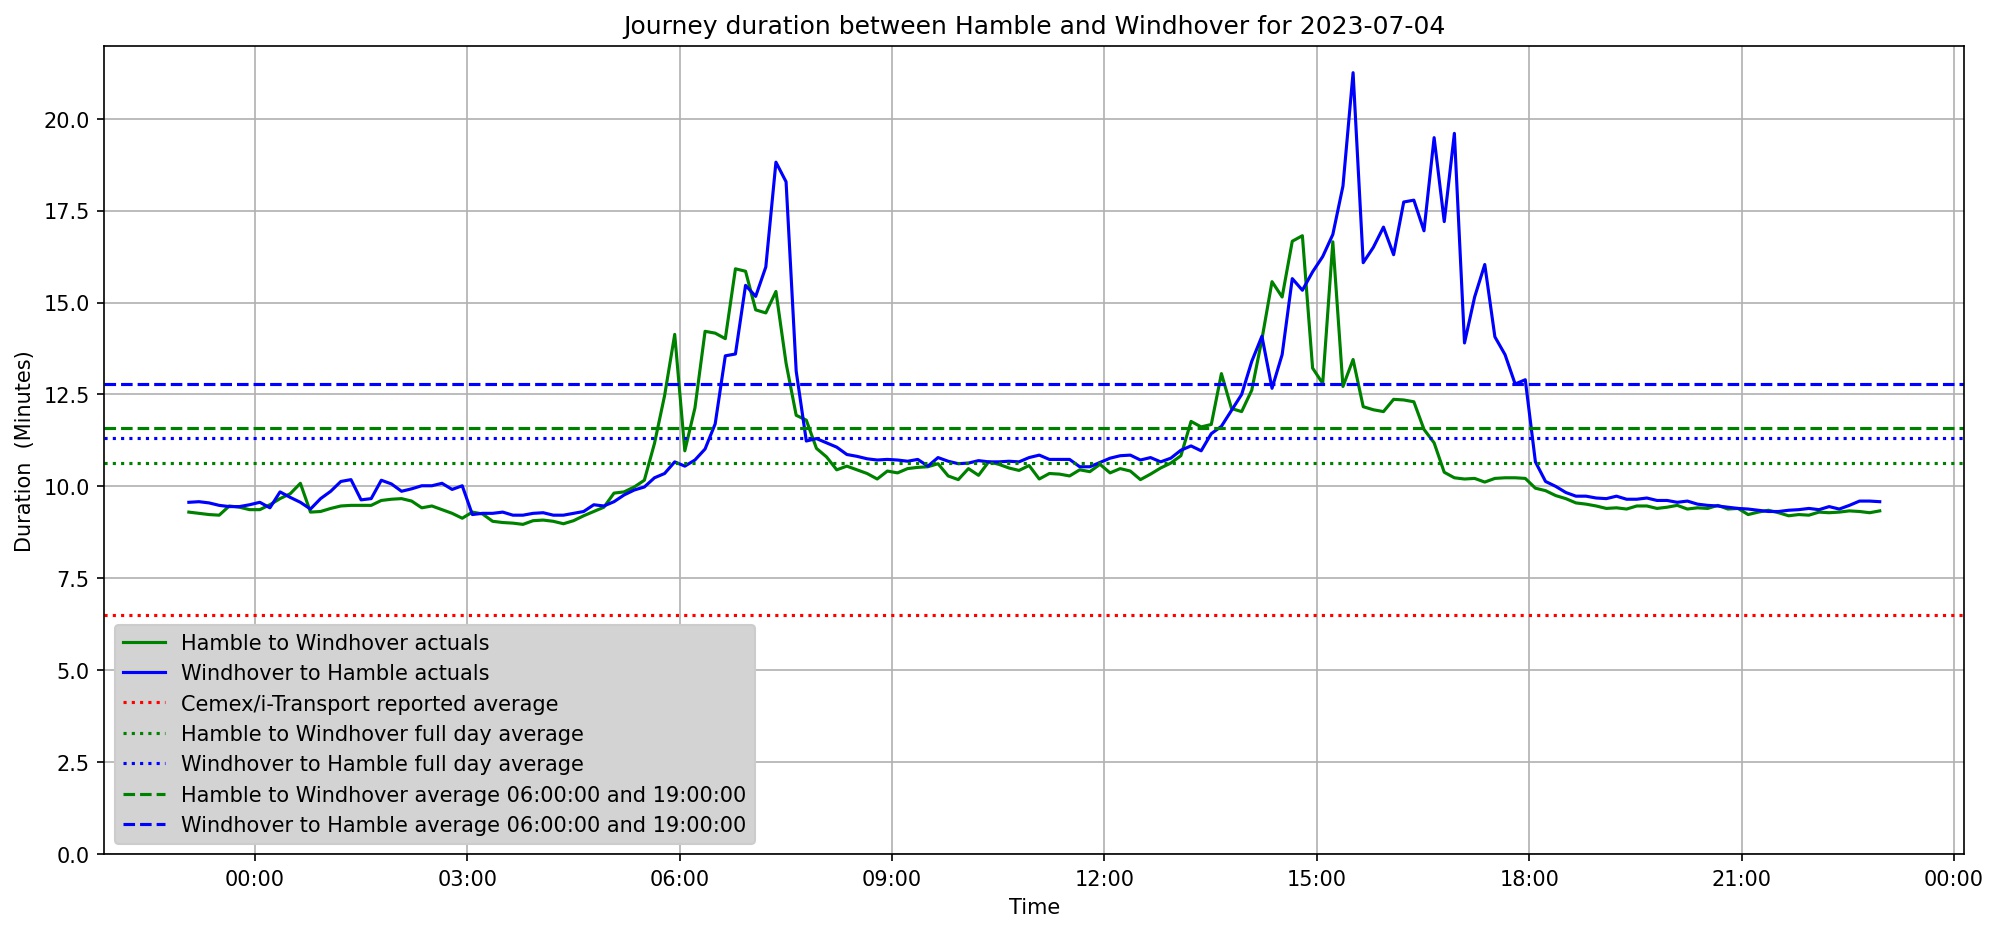 Journey duration between Hamble and Windhover for 2023-07-04
Duration  (Minutes)
20.0
17.5
15.0
12.5
10.0
7.5
5.0
2.5
0.0
Hamble to Windhover actuals
Windhover to Hamble actuals
Cemex/i-Transport reported average
Hamble to Windhover full day average
Windhover to Hamble full day average
Hamble to Windhover average 06:00:00 and 19:00:00
Windhover to Hamble average 06:00:00 and 19:00:00
00:00 03:00 06:00 09:00 12:00 15:00 18:00 21:00 00:00
Time